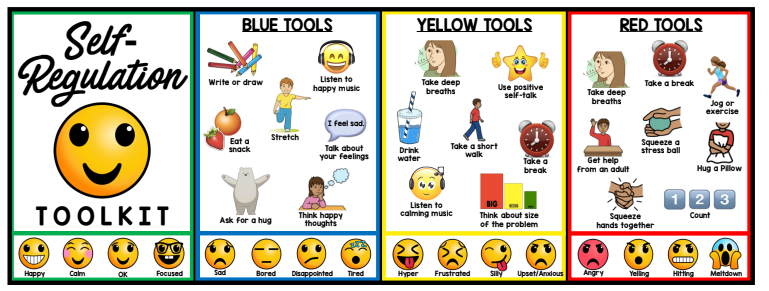 Self-
Regulation
TOOLKIT
Happy
Calm
OK
Focused
BLUE TOOLS
Write or draw
Listen to
happy music
Stretch
I feel sad.
Eat a
snack
Talk about
your feelings
Ask for a hug
Think happy
thoughts
Sad
Bored
Disappointed
Tired
YELLOW TOOLS
Take deep
breaths
Use positive
self-talk
Drink
water
Take a short
walk
Take a
break
Listen to
calming music
BIG
Think about size
of the problem
Hyper
Frustrated
Silly
Upset/Anxious
RED TOOLS
Take deep
breaths
Take a break
Jog or
exercise
Get help
from an adult
Squeeze a
stress ball
Hug a Pillow
Squeeze
hands together
1 2 3
Count
Angry
Yelling
Hitting
Meltdown